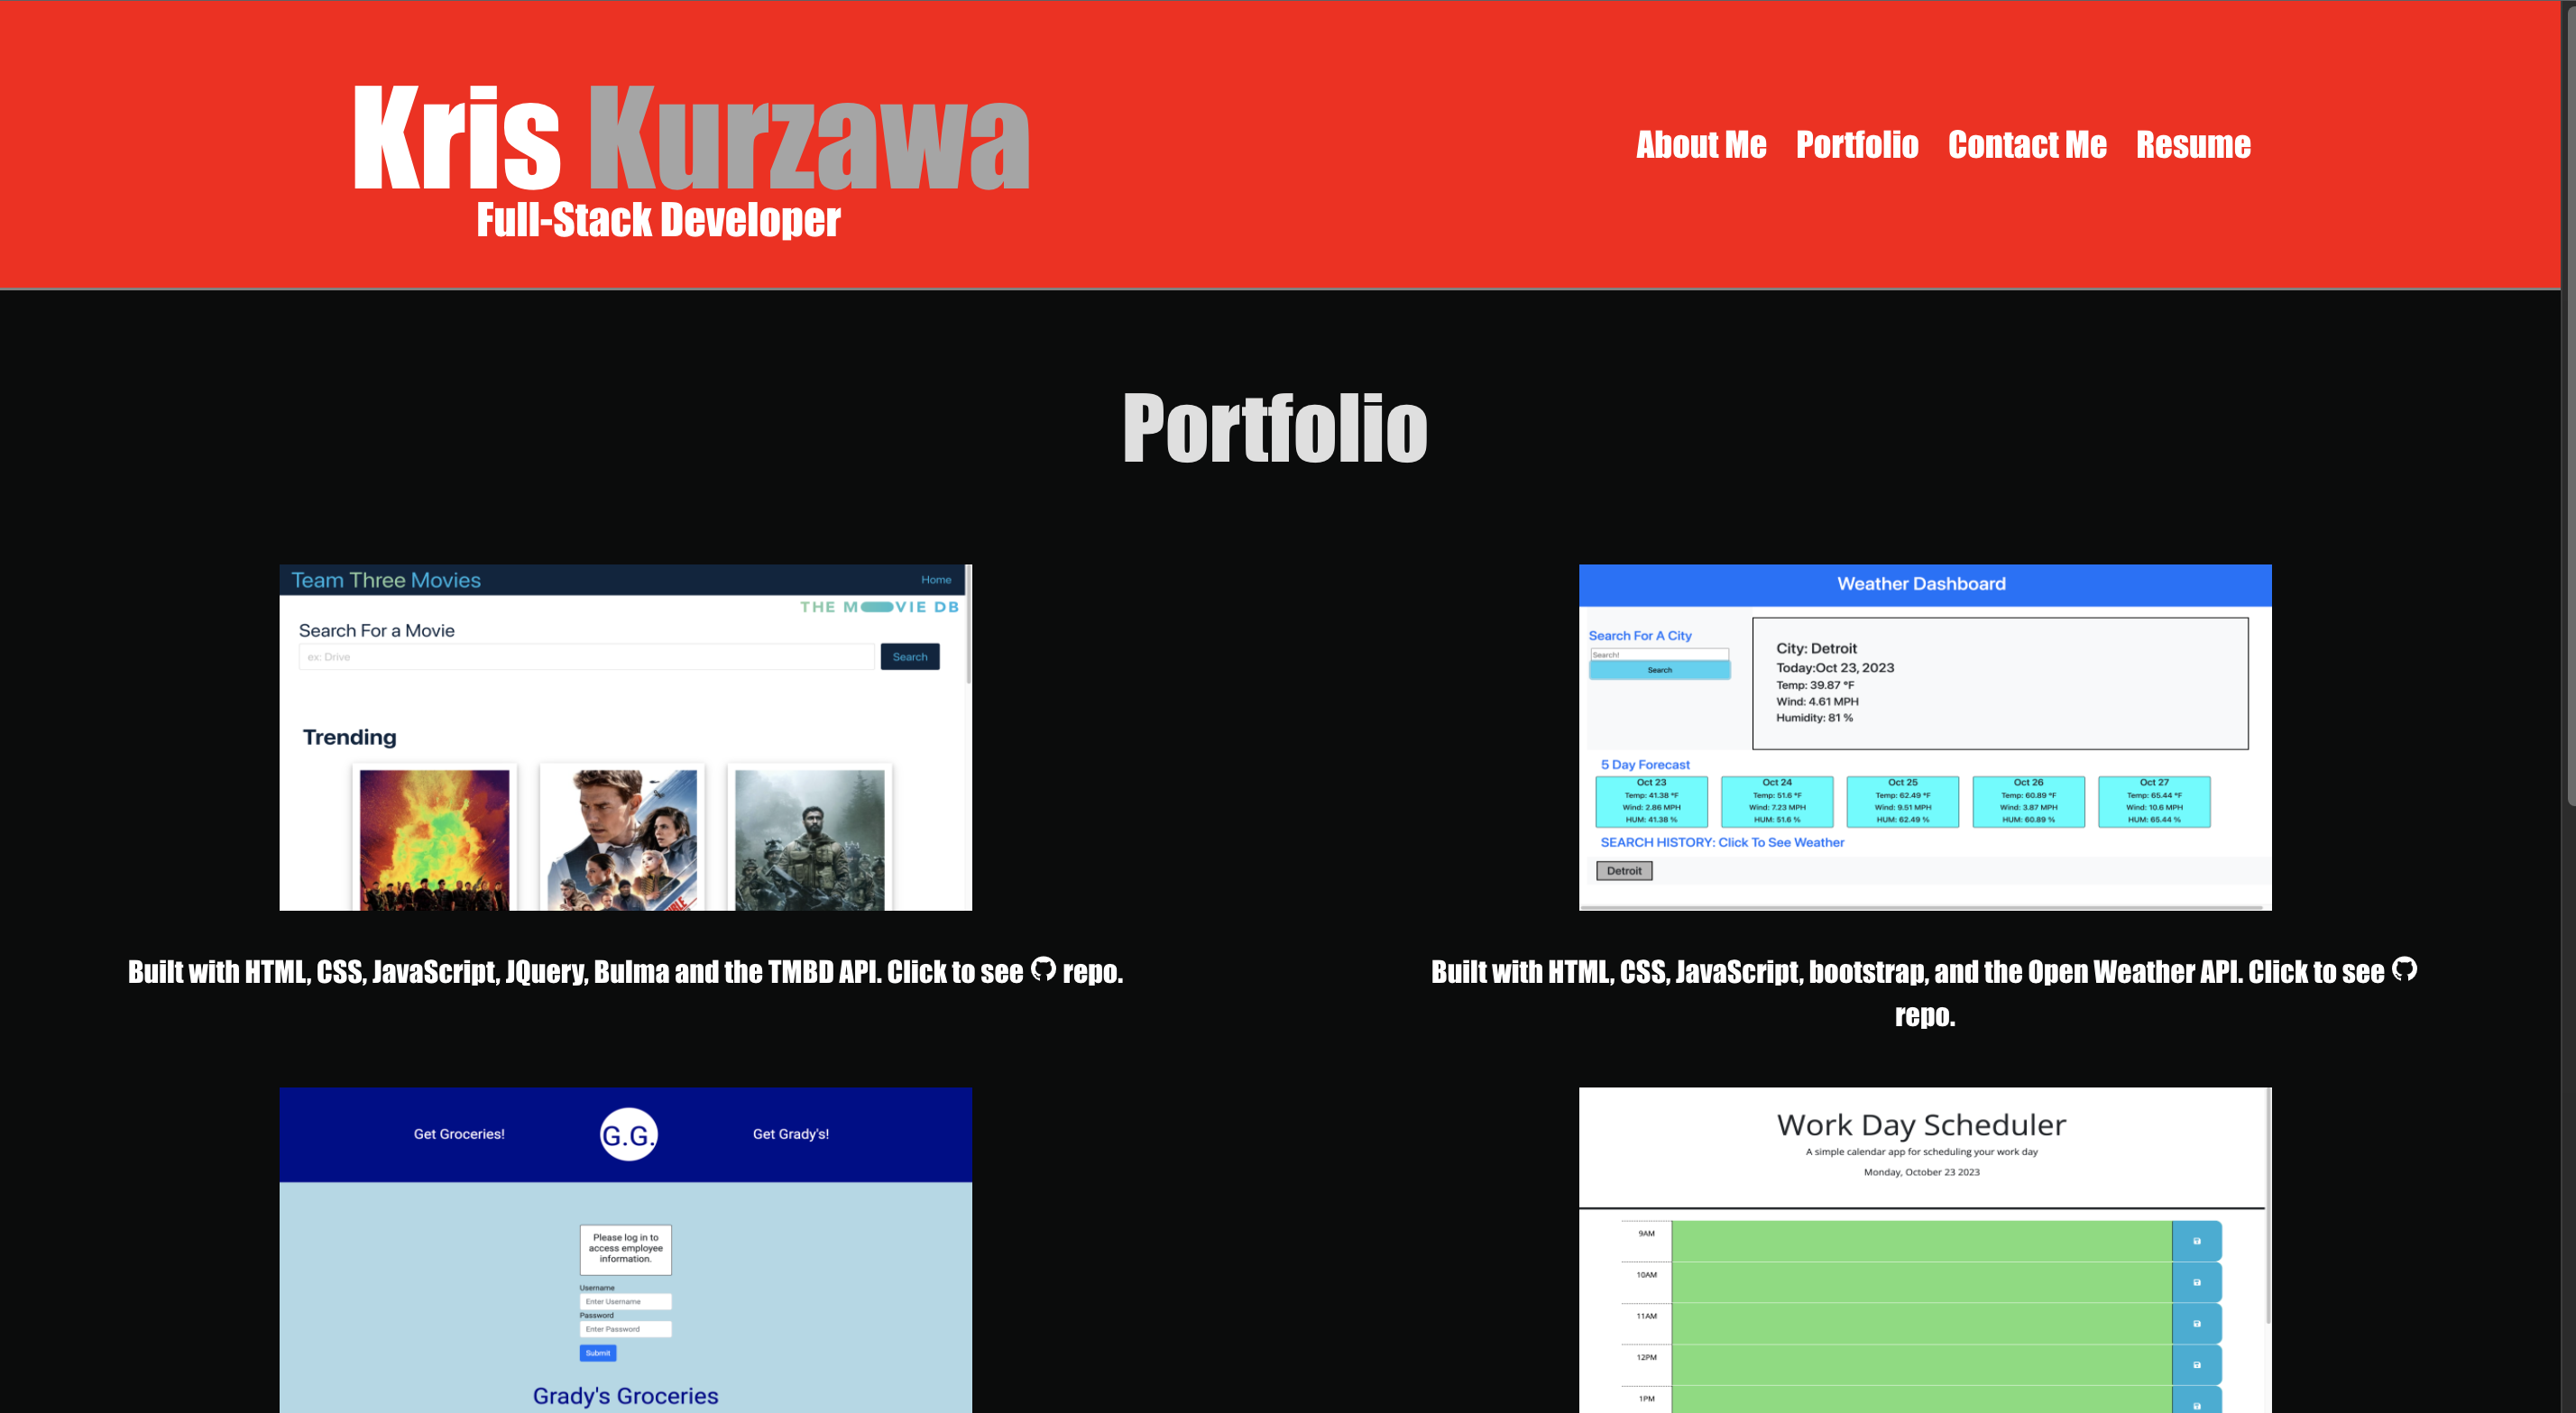 Kris Kurzawa
Full-Stack Developer
About Me Portfolio Contact Me Resume
Portfolio
Team Three Movies
Home
THE MOVIE DB
Search For a Movie
ex: Drive
Search
Trending
Built with HTML, CSS, JavaScript, JQuery, Bulma and the TMBD API. Click to see repo.
Weather Dashboard
Search For A City
Search!
Search
City: Detroit
Today:Oct 23, 2023
Temp: 39.87 °F
Wind: 4.61 MPH
Humidity: 81 %
5 Day Forecast
Oct 23
Temp: 41.38 °F
Wind: 2.86 MPH
HUM: 41.38 %
Oct 24
Temp: 51.6 °F
Wind: 7.23 MPH
HUM: 51.6 %
Oct 25
Temp: 62.49 °F
Wind: 9.51 MPH
HUM: 62.49 %
Oct 26
Temp: 60.89 °F
Wind: 3.87 MPH
HUM: 60.89 %
Oct 27
Temp: 65.44 °F
Wind: 10.6 MPH
HUM: 65.44 %
SEARCH HISTORY: Click To See Weather
Detroit
Built with HTML, CSS, JavaScript, bootstrap, and the Open Weather API. Click to see
repo.
Get Groceries!
G.G.
Get Grady's!
Please log in to
access employee
information.
Username
Enter Username
Password
Enter Password
Submit
Grady's Groceries
Work Day Scheduler
A simple calendar app for scheduling your work day
Monday, October 23 2023
9AM
10AM
11AM
12PM
1PM